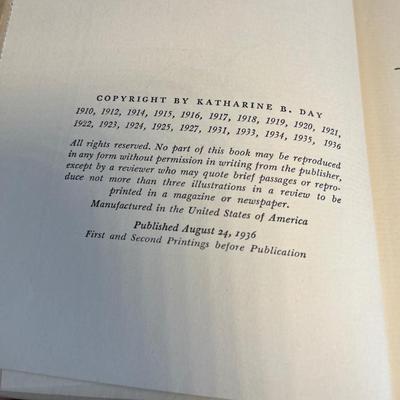 COPYRIGHT BY KATHARINE B. DAY
1910, 1912, 1914, 1915, 1916, 1917, 1918, 1919, 1920, 1921,
1922, 1923, 1924, 1925, 1927, 1931, 1933, 1934, 1935, 1936
All rights reserved. No part of this book may be reproduced
in any form without permission in writing from the publisher,
except by a reviewer who may quote brief passages or repro-
duce not more than three illustrations in a review to be
printed in a magazine or newspaper.
Manufactured in the United States of America
Published August 24, 1936
First and Second Printings before Publication